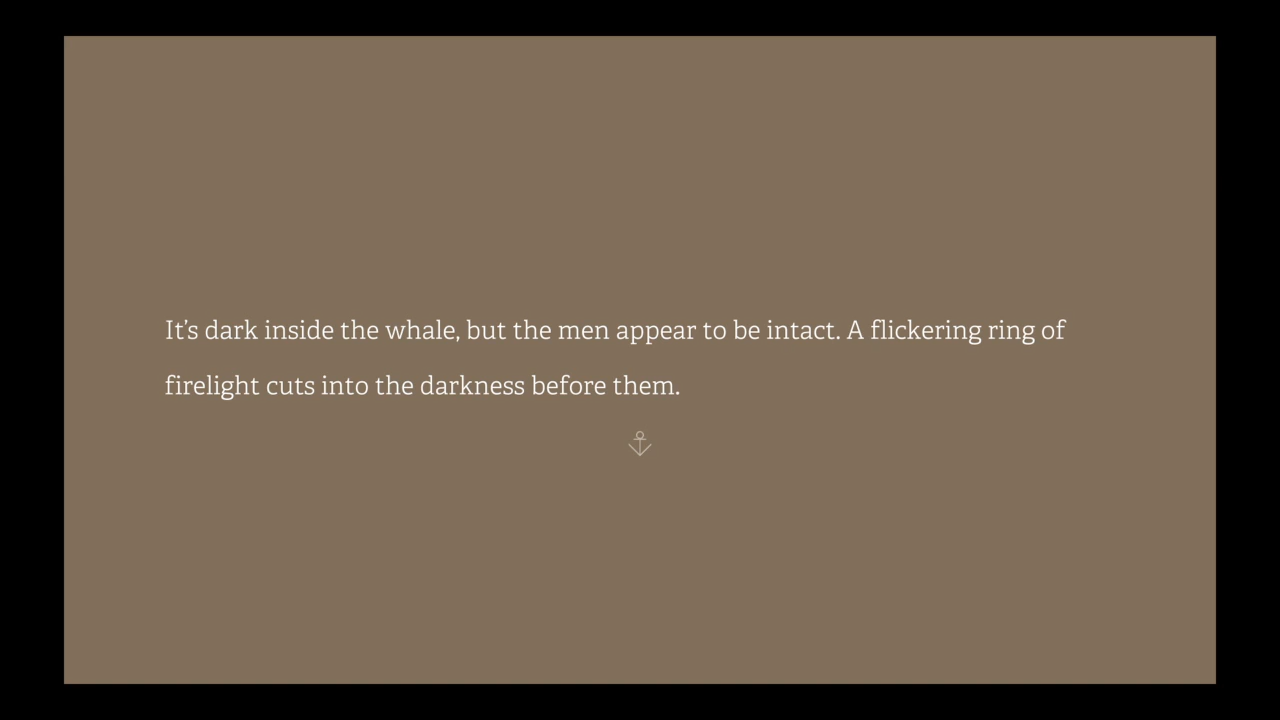 It's dark inside the whale, but the men appear to be intact. A flickering ring of
firelight cuts into the darkness before them.